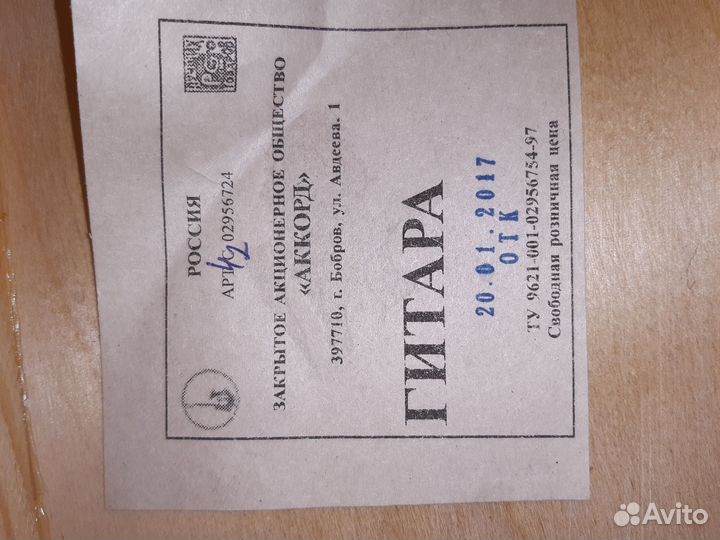 РОССИЯ
АРТ.С 02956724
42
ЗАКРЫТОЕ АКЦИОНЕРНОЕ ОБЩЕСТВО
«АККОРД»
397710, г. Бобров, ул. Авдеева. 1
ГИТАРА
20.01.2017
ОТК
ТУ 9621-001-02956754-97
Свободная розничная цена
Avito